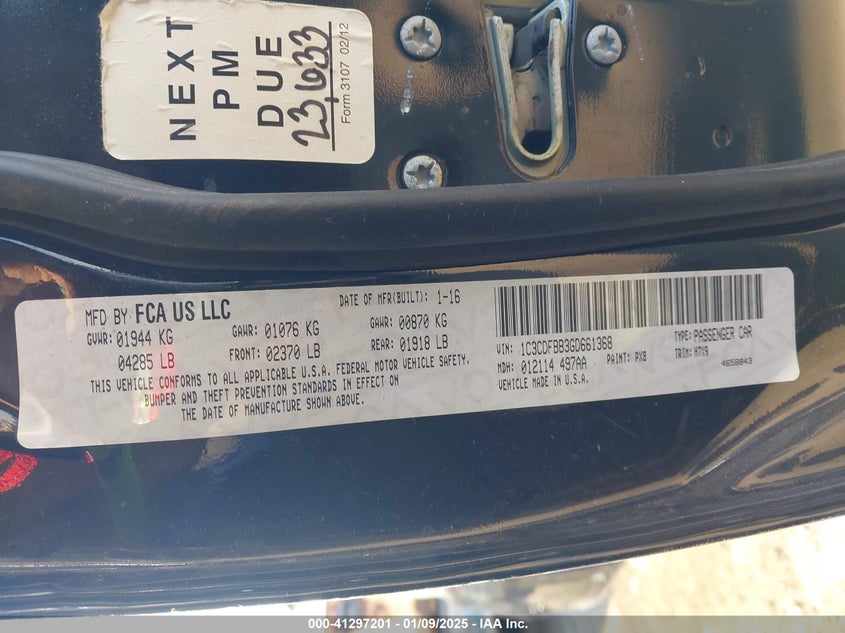 NEXT
PM
DUE
23,633
Form 3107 02/12
MFD BY FCA US LLC
DATE OF MFR(BUILT): 1-16
GVWR: 01944 KG
GAWR: 01076 KG
GAWR: 00870 KG
04285 LB
FRONT: 02370 LB
REAR: 01918 LB
THIS VEHICLE CONFORMS TO ALL APPLICABLE U.S.A. FEDERAL MOTOR VEHICLE SAFETY,
BUMPER AND THEFT PREVENTION STANDARDS IN EFFECT ON
THE DATE OF MANUFACTURE SHOWN ABOVE.
VIN: 1C3CDFBB3GD661368
TYPE: PASSENGER CAR
MDH: 012114 497AA
PAINT: PX8
TRIM: H7X9
VEHICLE MADE IN U.S.A.
4658843
000-41297201 - 01/09/2025 - IAA Inc.